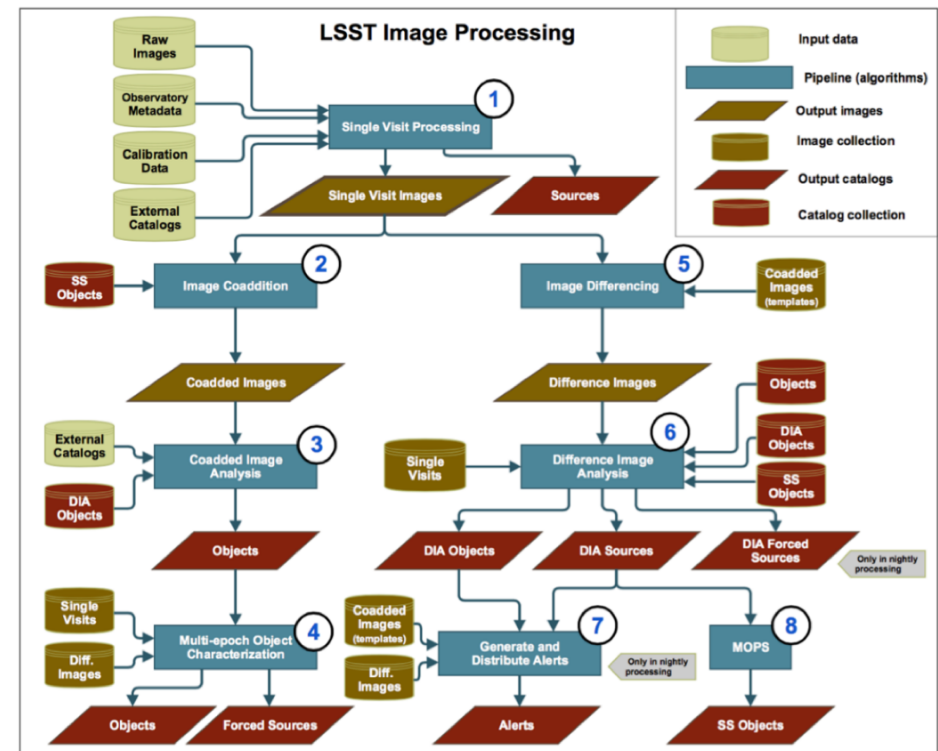 LSST Image Processing
Raw
Images
Observatory
Metadata
Calibration
Data
External
Catalogs
1
Single Visit Processing
Single Visit Images
Sources
Input data
Pipeline (algorithms)
Output images
Image collection
Output catalogs
Catalog collection
SS
Objects
2
Image Coaddition
5
Image Differencing
Coadded
Images
(templates)
Coadded Images
Difference Images
Objects
DIA
Objects
SS
Objects
External
Catalogs
DIA
Objects
3
Coadded Image
Analysis
Single
Visits
6
Difference Image
Analysis
Objects
DIA Objects
DIA Sources
DIA Forced
Sources
Only in nightly
processing
Single
Visits
Diff.
Images
4
Multi-epoch Object
Characterization
Coadded
Images
(templates)
Diff.
Images
7
Generate and
Distribute Alerts
Only in nightly
processing
8
MOPS
Objects
Forced Sources
Alerts
SS Objects